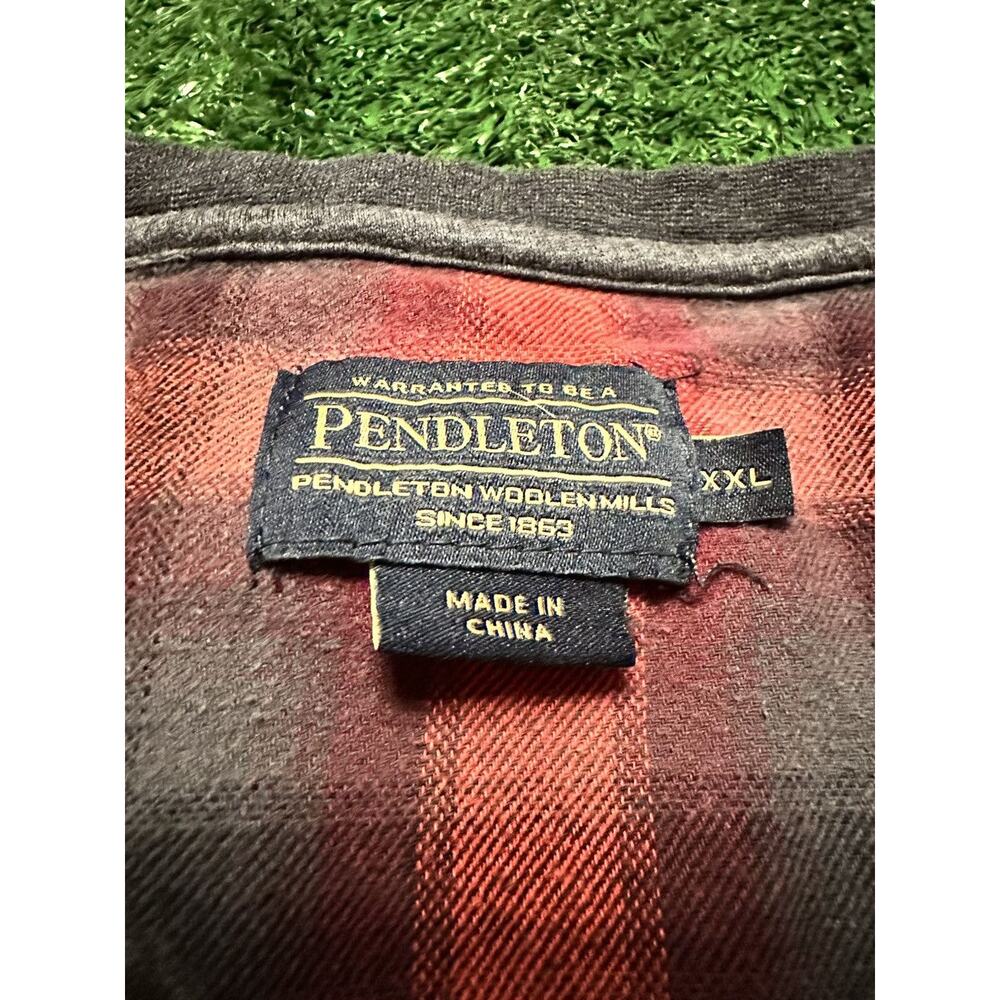 WARRANTED TO BE A
PENDLETON®
PENDLETON WOOLEN MILLS
SINCE 1863
XXL
MADE IN
CHINA